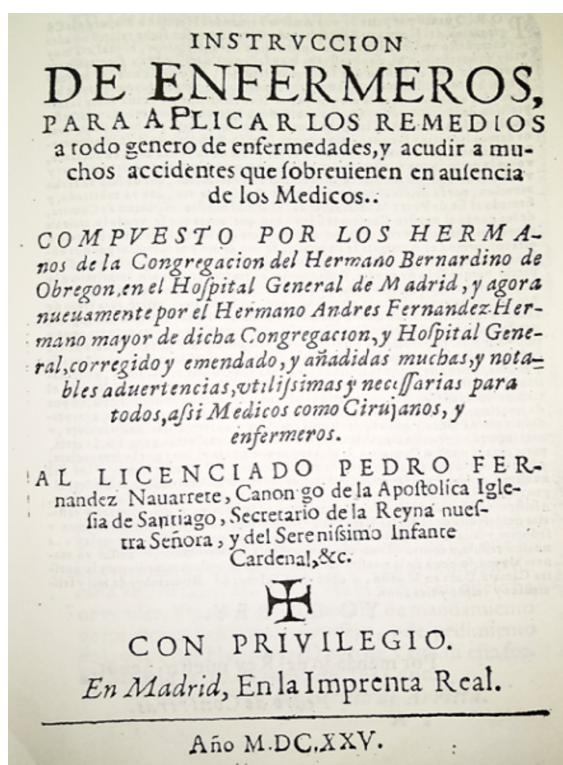 INSTRVCCION
DE ENFERMEROS,
PARA APLICAR LOS REMEDIOS
a todo genero de enfermedades, y acudir a mu-
chos accidentes que ſobreuienen en auſencia
de los Medicos..
COMPVESTO POR LOS HERMA-
nos de la Congregacion del Hermano Bernardino de
Obregon, en el Hoſpital General de Madrid, y agora
nueuamente por el Hermano Andres Fernandez Her-
mano mayor de dicha Congregacion, y Hoſpital Gene-
ral, corregido y emendado, y añadidas muchas, y nota-
bles aduertencias, vtiliſsimas y neceſſarias para
todos, aſsi Medicos como Cirujanos, y
enfermeros.
AL LICENCIADO PEDRO FER-
nandez Nauarrete, Canonigo de la Apoſtolica Igle-
ſia de Santiago, Secretario de la Reyna nueſ-
tra Señora, y del Sereniſsimo Infante
Cardenal, &c.
CON PRIVILEGIO.
En Madrid, En la Imprenta Real.
Año M.DC.XXV.